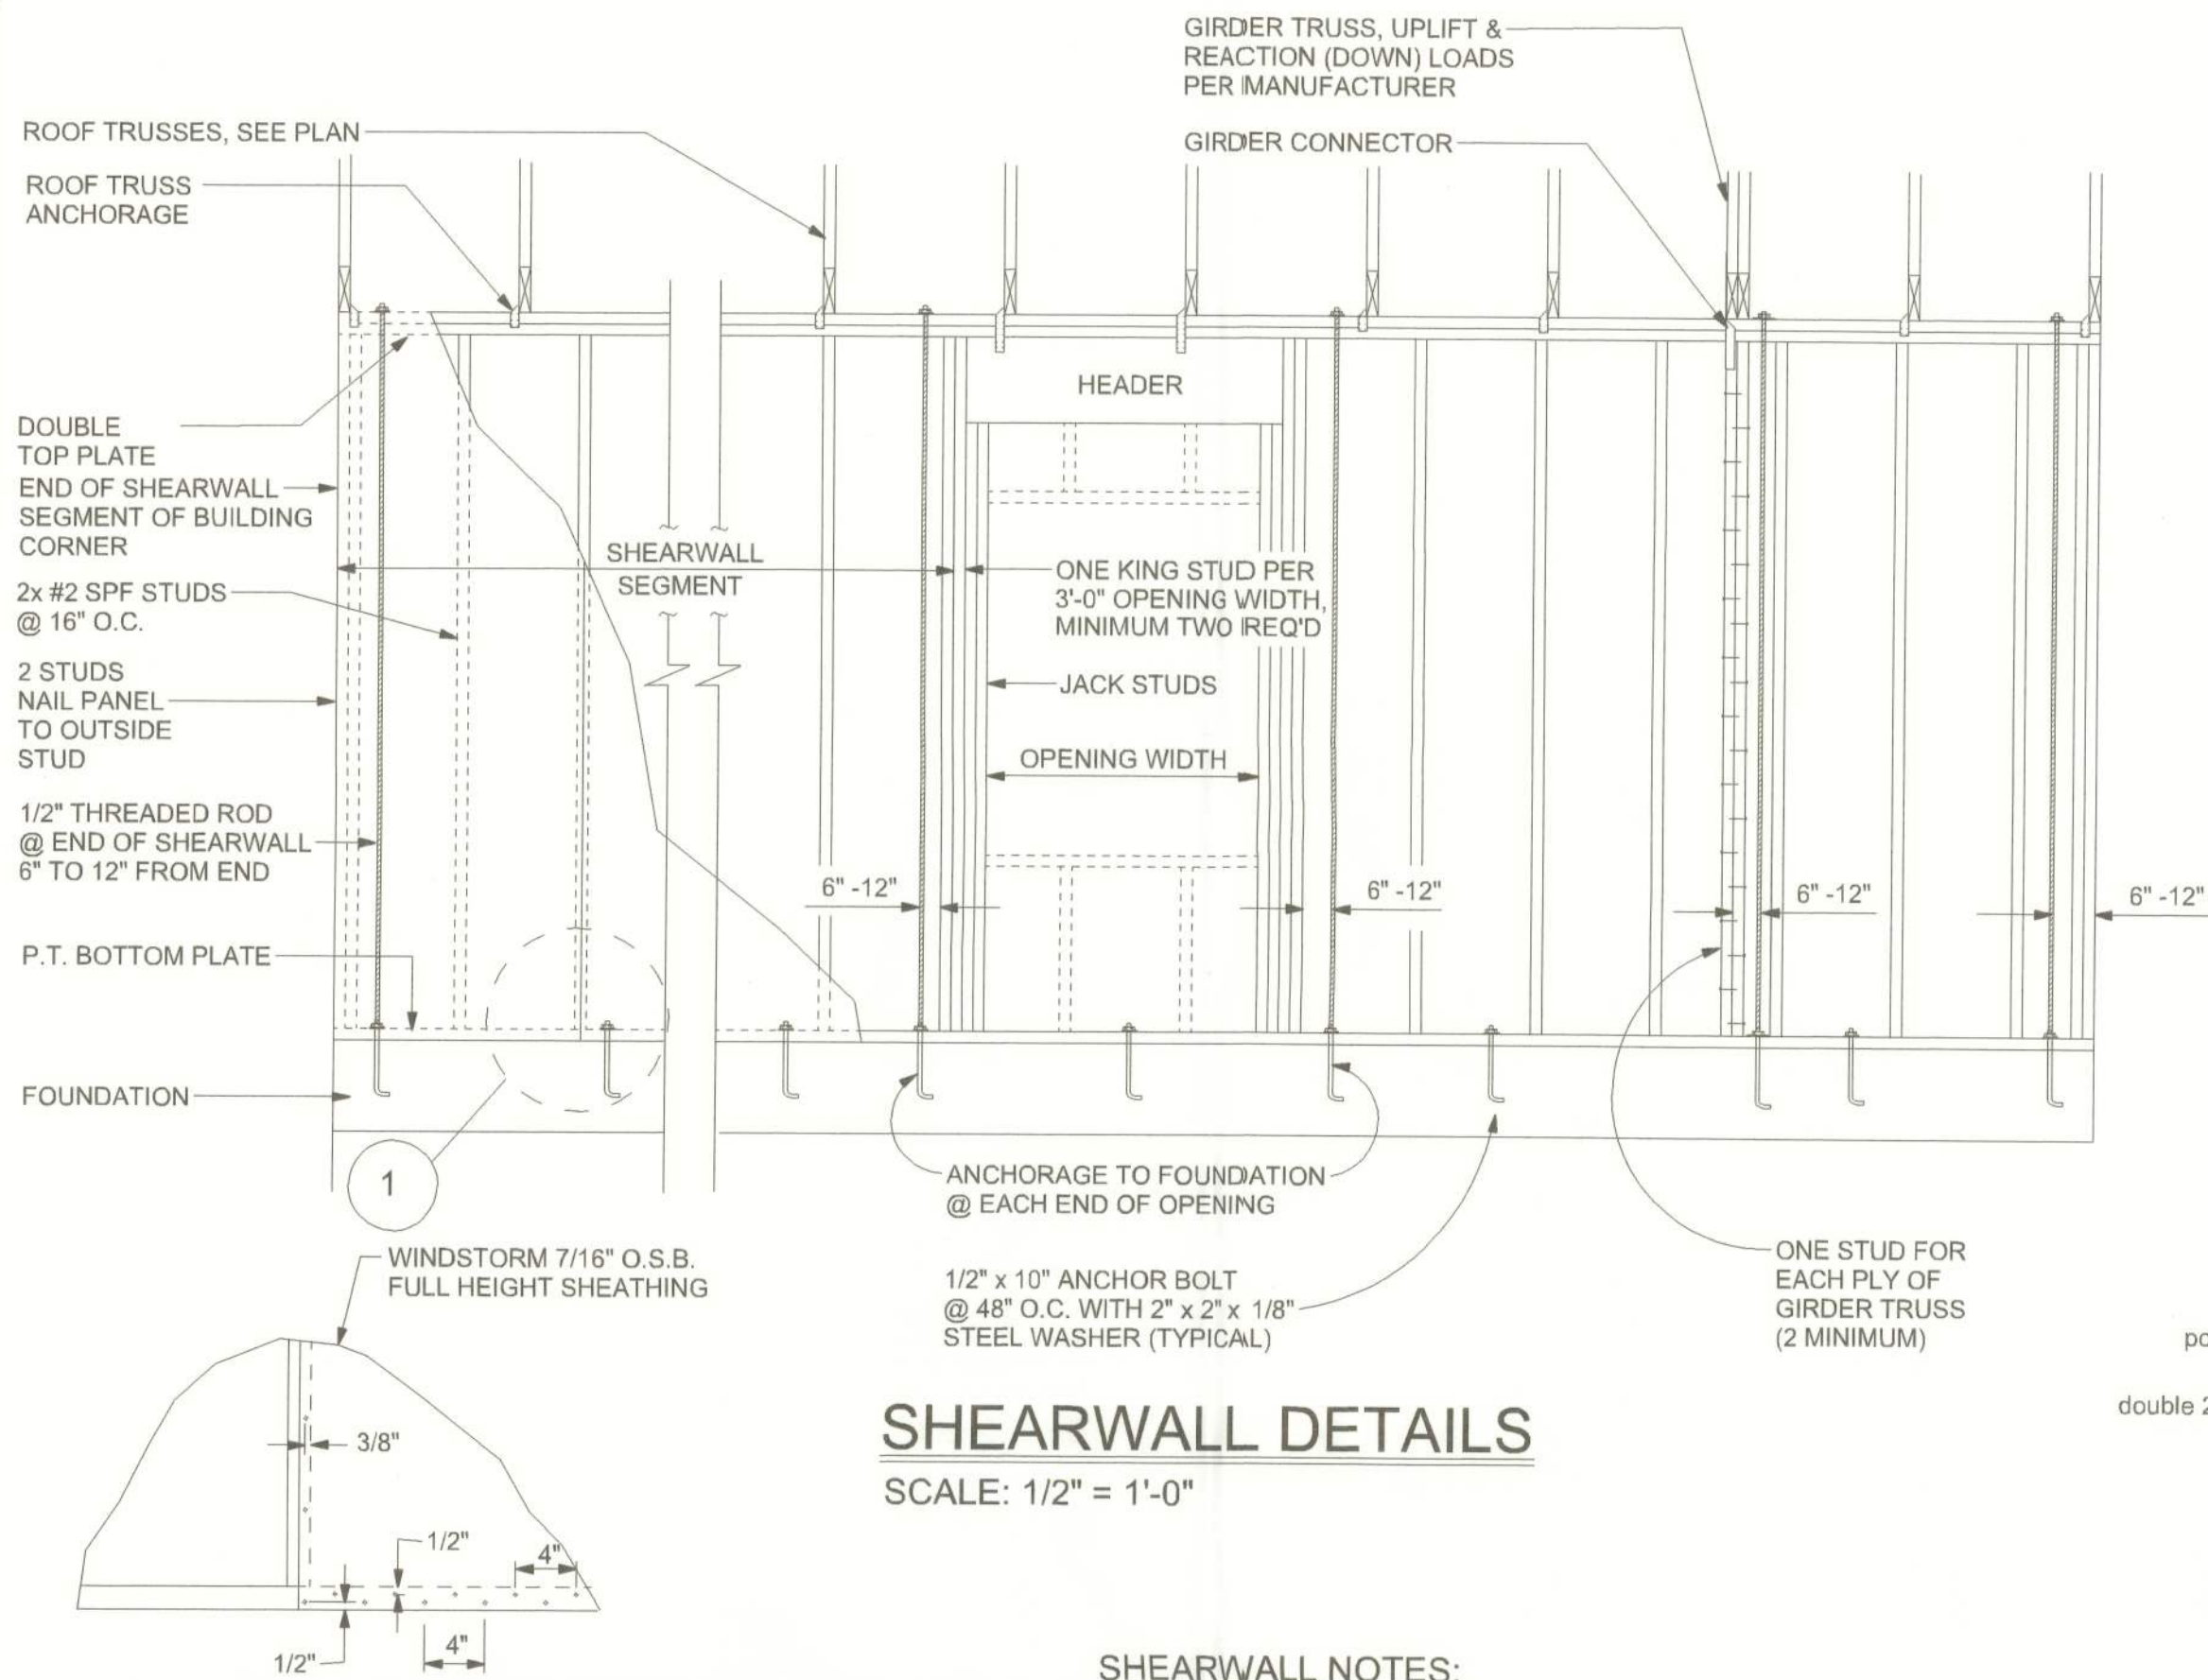 GIRDER TRUSS, UPLIFT &
REACTION (DOWN) LOADS
PER MANUFACTURER
ROOF TRUSSES, SEE PLAN
GIRDER CONNECTOR
ROOF TRUSS
ANCHORAGE
HEADER
DOUBLE
TOP PLATE
END OF SHEARWALL
SEGMENT OF BUILDING
CORNER
SHEARWALL
SEGMENT
ONE KING STUD PER
3'-0" OPENING WIDTH,
MINIMUM TWO REQ'D
2x #2 SPF STUDS
@ 16" O.C.
2 STUDS
NAIL PANEL
TO OUTSIDE
STUD
JACK STUDS
OPENING WIDTH
1/2" THREADED ROD
@ END OF SHEARWALL
6" TO 12" FROM END
6" -12"
6" -12"
6" -12"
6" -12"
P.T. BOTTOM PLATE
FOUNDATION
1
ANCHORAGE TO FOUNDATION
@ EACH END OF OPENING
WINDSTORM 7/16" O.S.B.
FULL HEIGHT SHEATHING
1/2" x 10" ANCHOR BOLT
@ 48" O.C. WITH 2" x 2" x 1/8"
STEEL WASHER (TYPICAL)
ONE STUD FOR
EACH PLY OF
GIRDER TRUSS
(2 MINIMUM)
po
double 2
SHEARWALL DETAILS
SCALE: 1/2" = 1'-0"
3/8"
1/2"
4"
4"
1/2"
SHEARWALL NOTES: